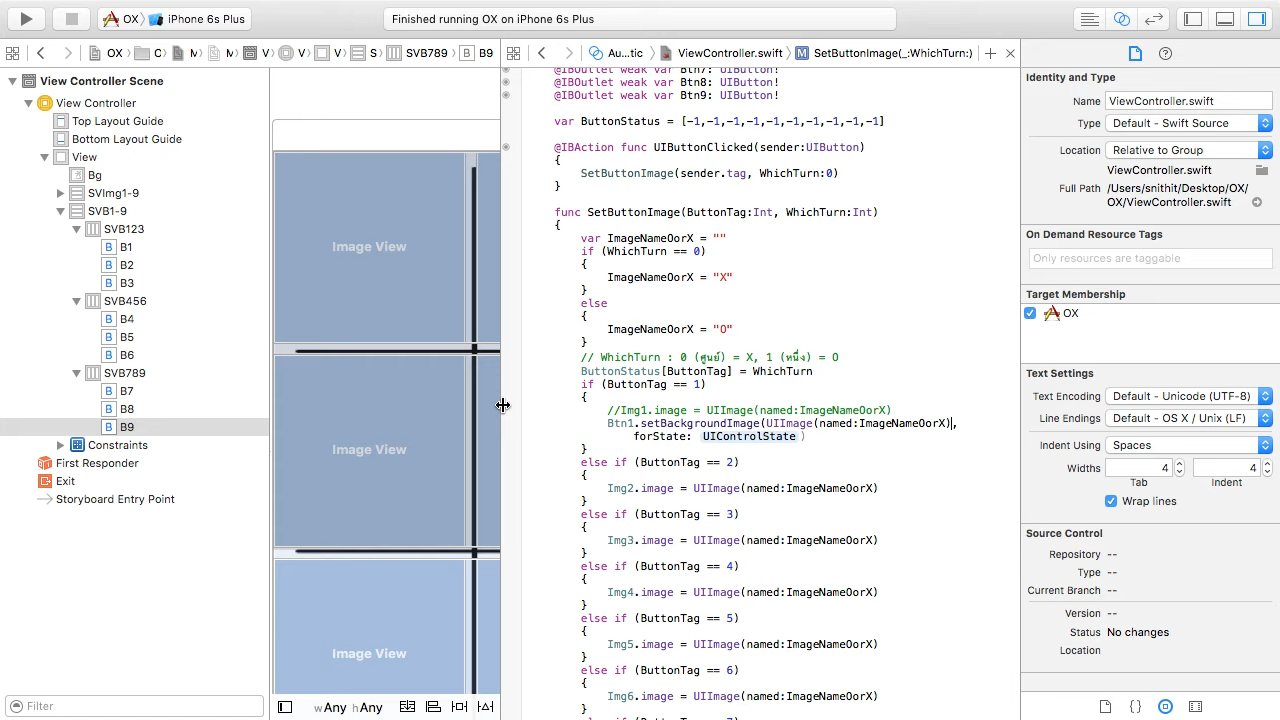 OX
iPhone 6s Plus
Finished running OX on iPhone 6s Plus
OX
M
V
V
V
S
SVB789
B
B9
Au...tic
ViewController.swift
M
SetButtonImage(_:WhichTurn:)
View Controller Scene
View Controller
Top Layout Guide
Bottom Layout Guide
View
Bg
SVImg1-9
SVB1-9
SVB123
B B1
B B2
B B3
SVB456
B B4
B B5
B B6
SVB789
B B7
B B8
B B9
Constraints
First Responder
Exit
Storyboard Entry Point
Filter
Image View
Image View
Image View
wAny hAny
@IBOutlet weak var Btn7: UIButton!
@IBOutlet weak var Btn8: UIButton!
@IBOutlet weak var Btn9: UIButton!
var ButtonStatus = [-1,-1,-1,-1,-1,-1,-1,-1,-1,-1]
@IBAction func UIButtonClicked(sender:UIButton)
{
SetButtonImage(sender.tag, WhichTurn:0)
}
func SetButtonImage(ButtonTag:Int, WhichTurn:Int)
{
var ImageNameOorX = ""
if (WhichTurn == 0)
{
ImageNameOorX = "X"
}
else
{
ImageNameOorX = "O"
}
// WhichTurn : 0 (ศูนย์) = X, 1 (หนึ่ง) = O
ButtonStatus[ButtonTag] = WhichTurn
if (ButtonTag == 1)
{
//Img1.image = UIImage(named:ImageNameOorX)
Btn1.setBackgroundImage(UIImage(named:ImageNameOorX),
forState: UIControlState)
}
else if (ButtonTag == 2)
{
Img2.image = UIImage(named:ImageNameOorX)
}
else if (ButtonTag == 3)
{
Img3.image = UIImage(named:ImageNameOorX)
}
else if (ButtonTag == 4)
{
Img4.image = UIImage(named:ImageNameOorX)
}
else if (ButtonTag == 5)
{
Img5.image = UIImage(named:ImageNameOorX)
}
else if (ButtonTag == 6)
{
Img6.image = UIImage(named:ImageNameOorX)
}
Identity and Type
Name ViewController.swift
Type Default - Swift Source
Location Relative to Group
ViewController.swift
Full Path /Users/snithit/Desktop/OX/
OX/ViewController.swift
On Demand Resource Tags
Only resources are taggable
Target Membership
OX
Text Settings
Text Encoding Default - Unicode (UTF-8)
Line Endings Default - OS X / Unix (LF)
Indent Using Spaces
Widths 4 4
Tab Indent
Wrap lines
Source Control
Repository --
Type --
Current Branch --
Version --
Status No changes
Location